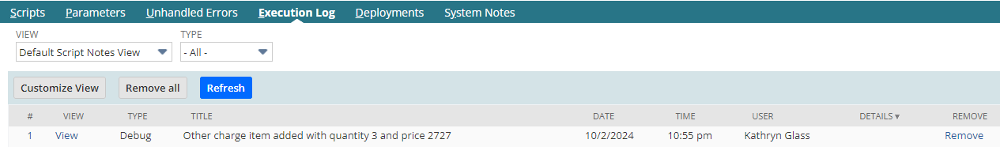 Scripts Parameters Unhandled Errors Execution Log Deployments System Notes
VIEW TYPE
Default Script Notes View - All -
Customize View Remove all Refresh
# VIEW TYPE TITLE DATE TIME USER DETAILS▼ REMOVE
1 View Debug Other charge item added with quantity 3 and price 2727 10/2/2024 10:55 pm Kathryn Glass Remove